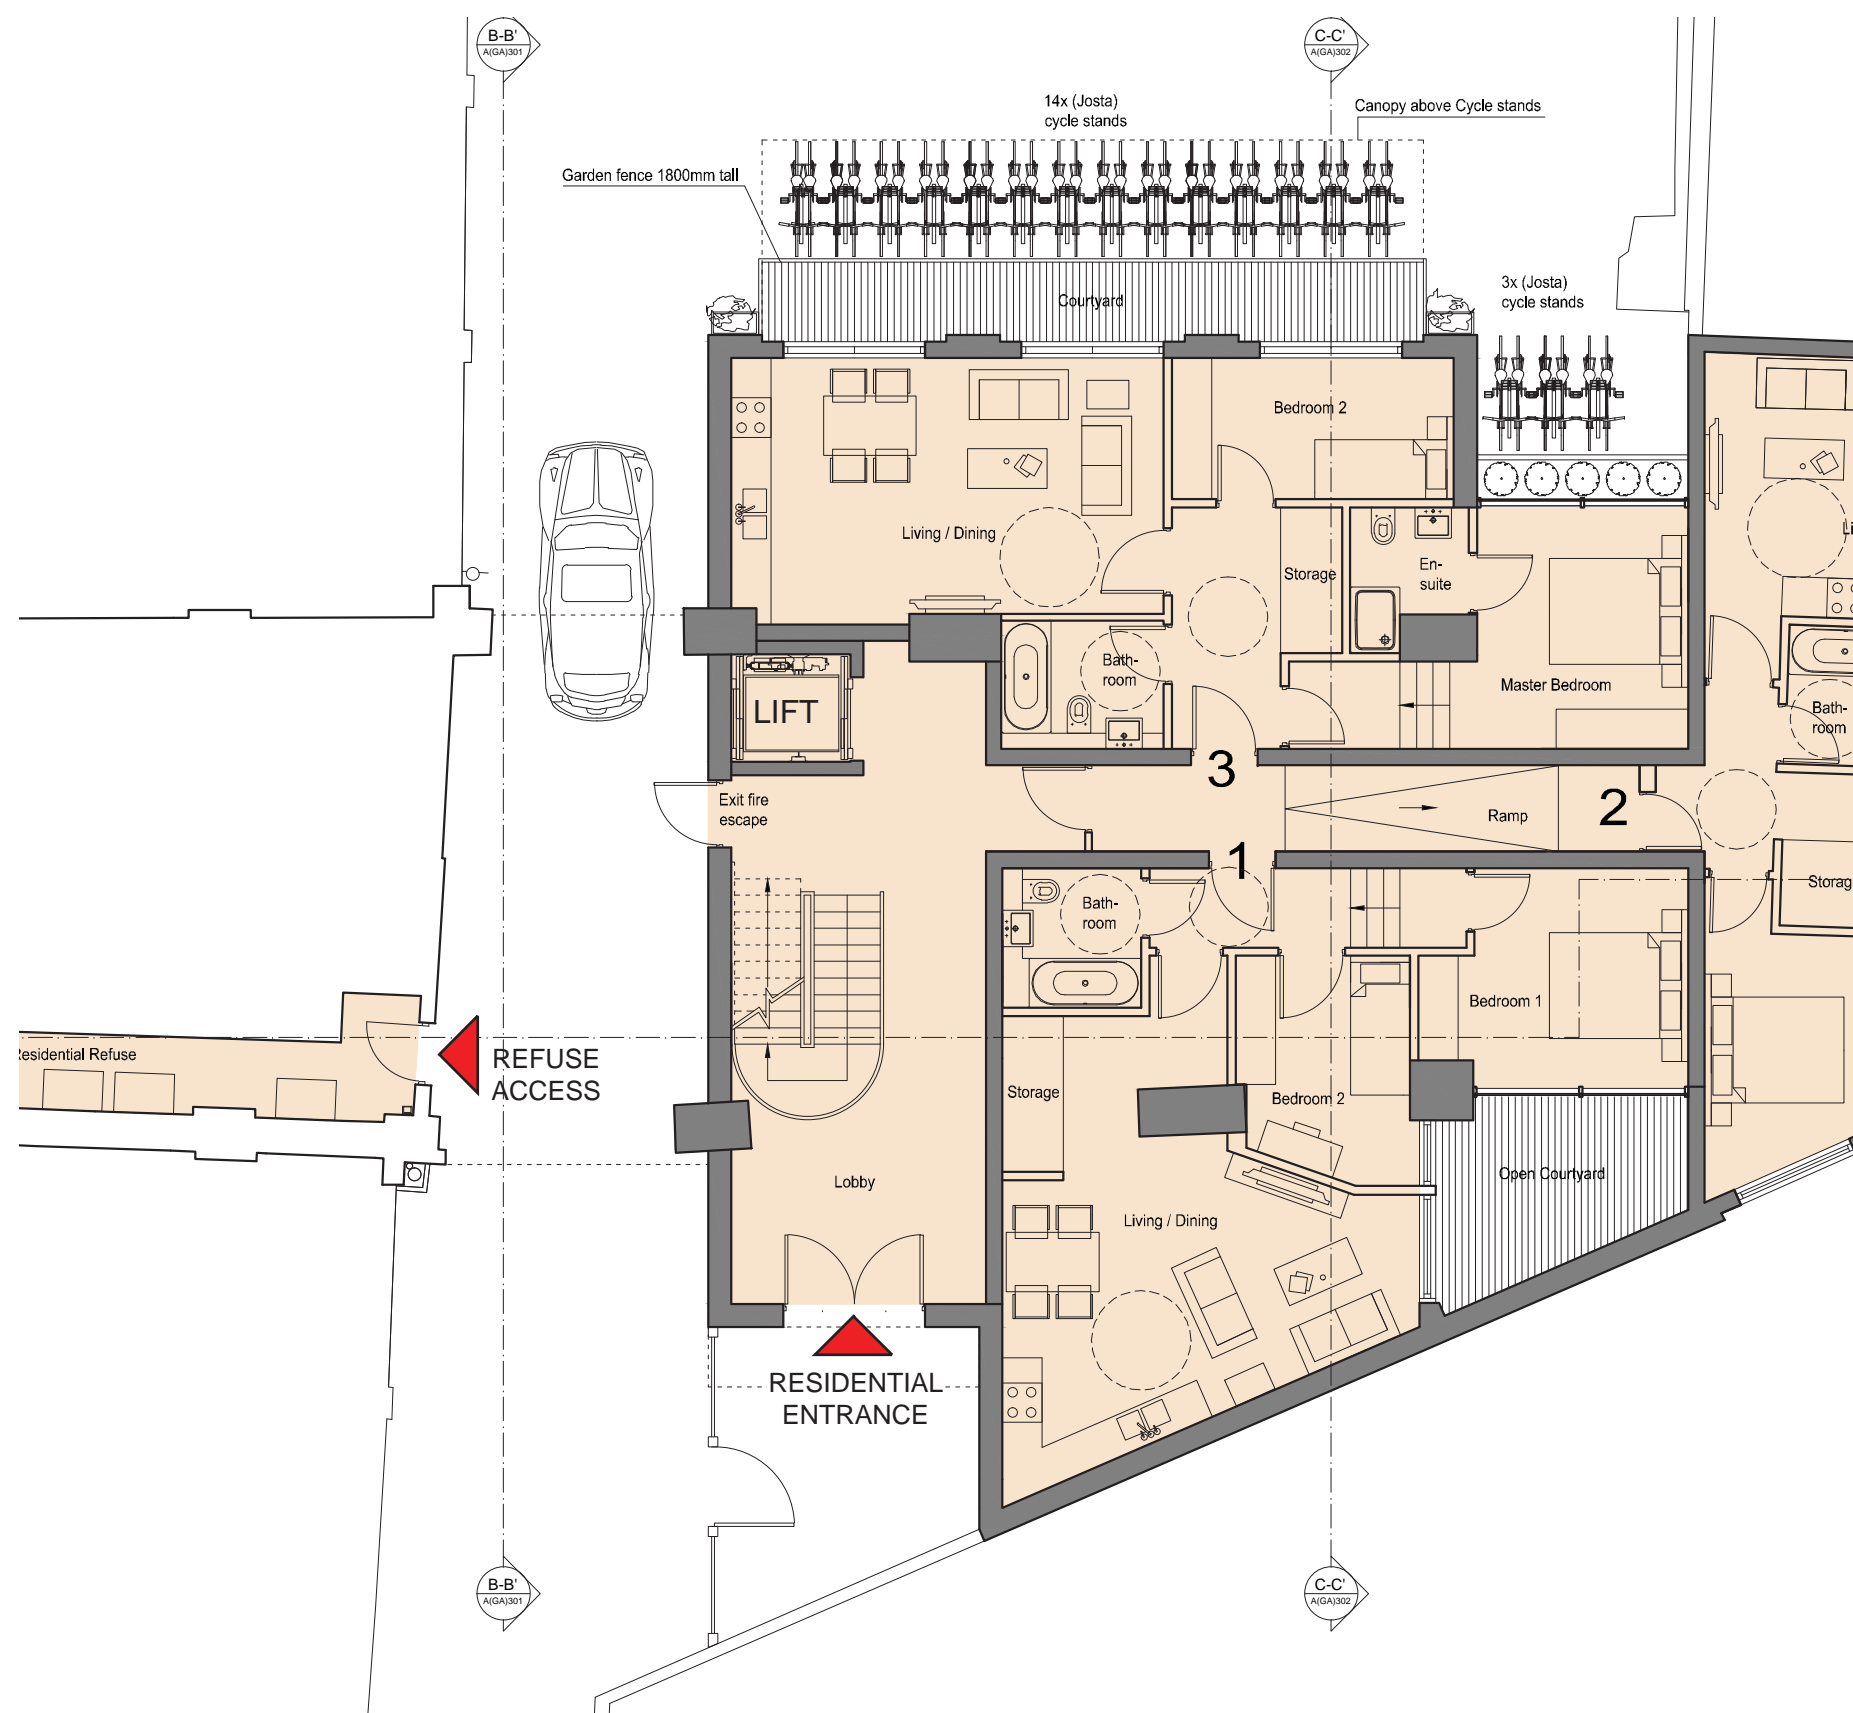 B-B'
A(GA)301
C-C'
A(GA)302
14x (Josta)
cycle stands
Canopy above Cycle stands
Garden fence 1800mm tall
Courtyard
3x (Josta)
cycle stands
Bedroom 2
Living / Dining
Storage
En-
suite
Bath-
room
Master Bedroom
LIFT
Bath-
room
3
Exit fire
escape
Ramp
2
1
Bath-
room
Storag
Bedroom 1
esidential Refuse
REFUSE
ACCESS
Storage
Bedroom 2
Open Courtyard
Lobby
Living / Dining
RESIDENTIAL
ENTRANCE
B-B'
A(GA)301
C-C'
A(GA)302